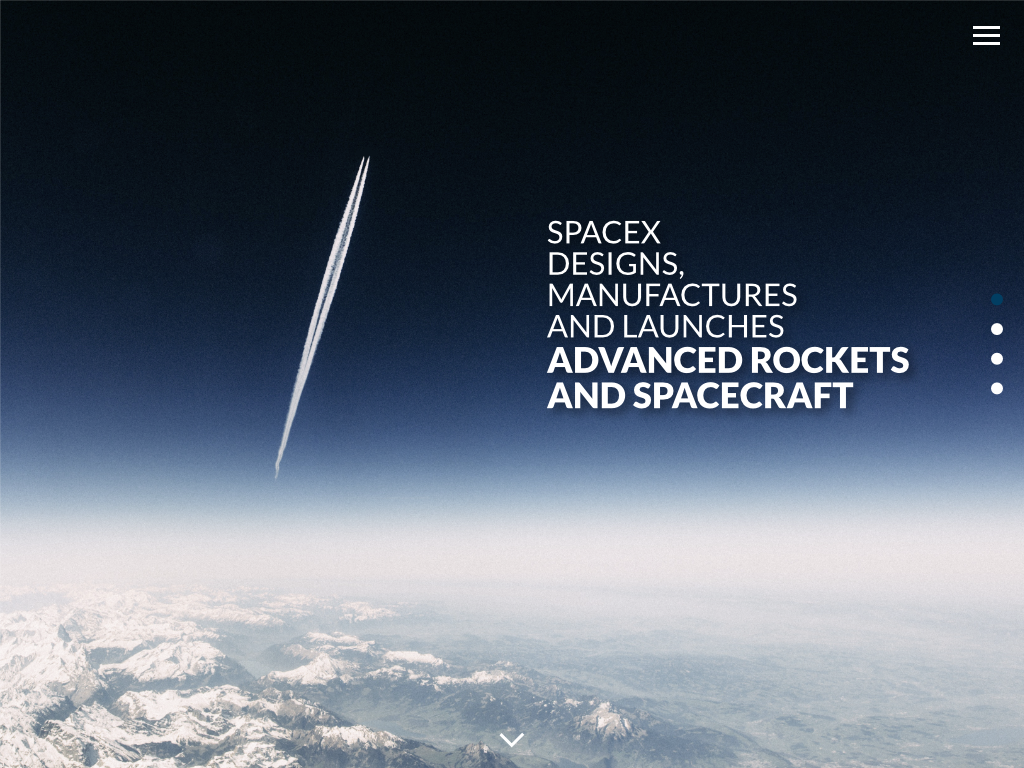 SPACEX
DESIGNS,
MANUFACTURES
AND LAUNCHES
ADVANCED ROCKETS
AND SPACECRAFT